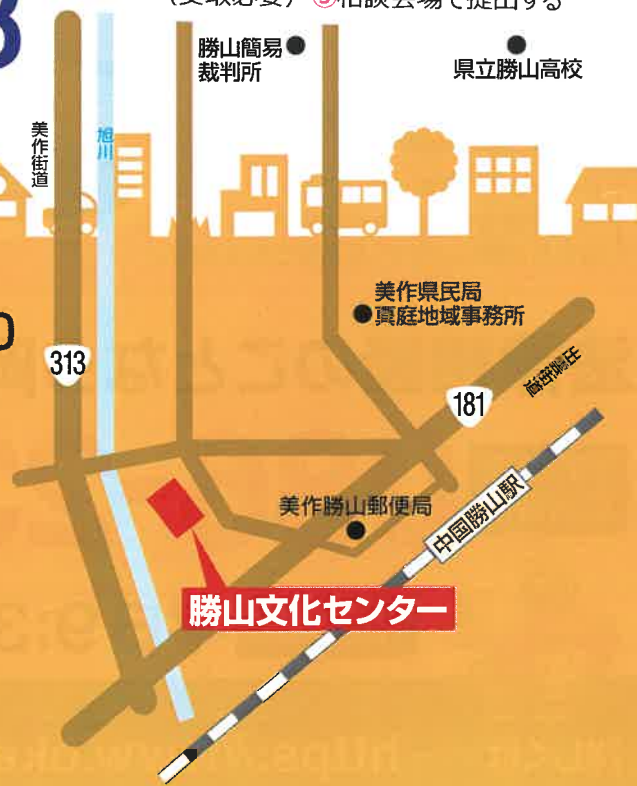 (受取必要) ⑤相談会場で提出する
勝山簡易
裁判所
県立勝山高校
美作街道
旭川
美作県民局
真庭地域事務所
313
181
出雲街道
美作勝山郵便局
中国勝山駅
勝山文化センター